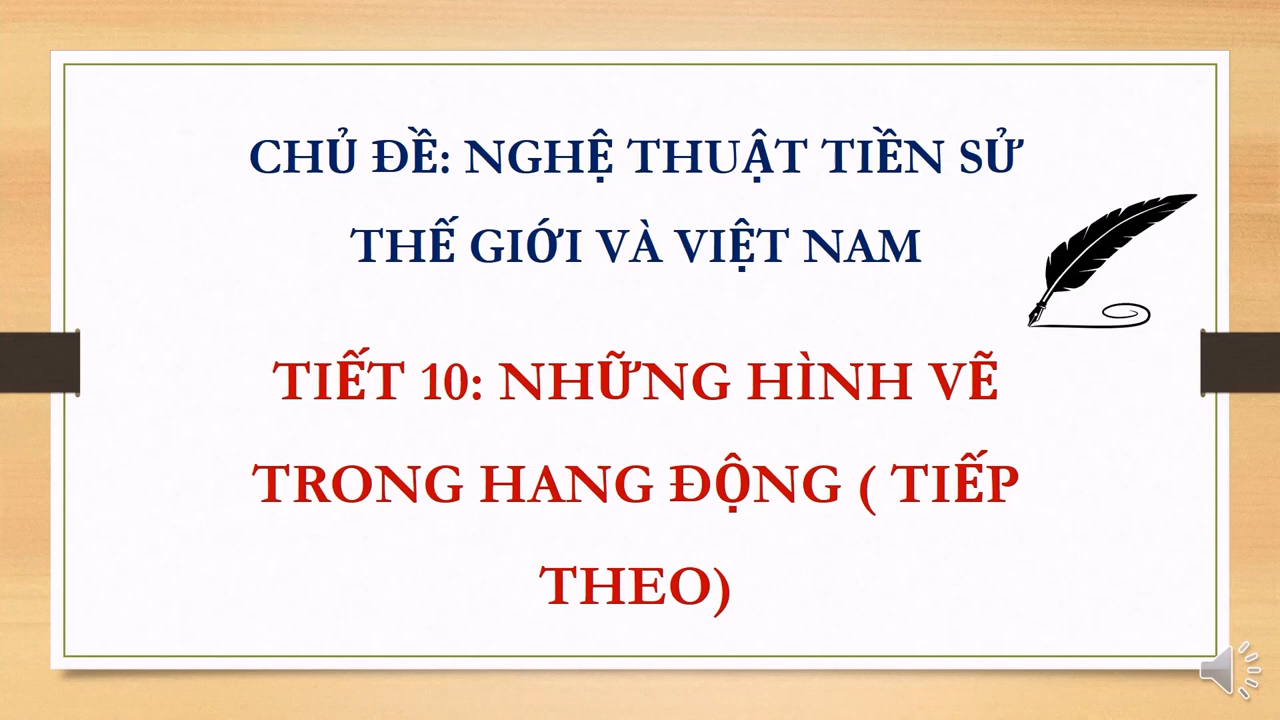 CHỦ ĐỀ: NGHỆ THUẬT TIỀN SỬ
THẾ GIỚI VÀ VIỆT NAM
TIẾT 10: NHỮNG HÌNH VẼ
TRONG HANG ĐỘNG ( TIẾP
THEO)